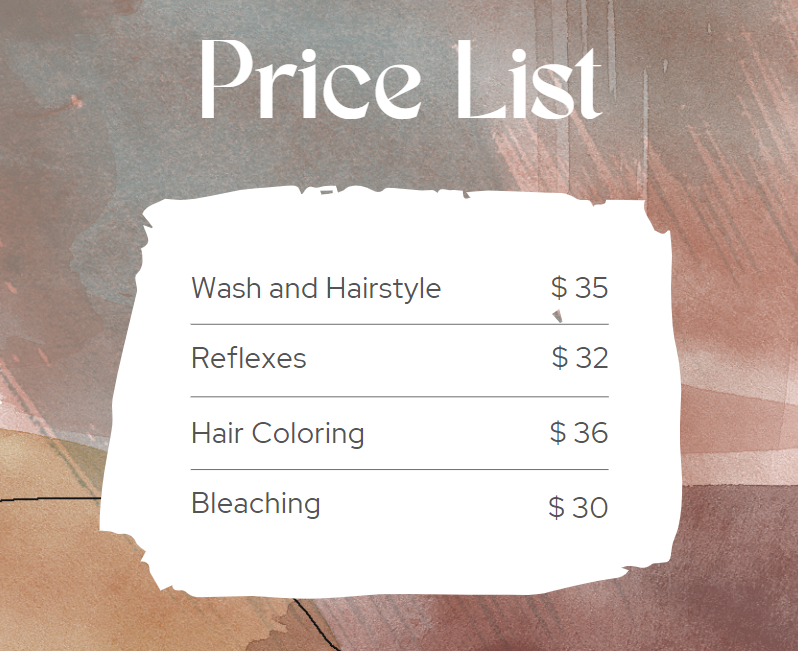 Price List
Wash and Hairstyle $ 35
Reflexes $ 32
Hair Coloring $ 36
Bleaching $ 30